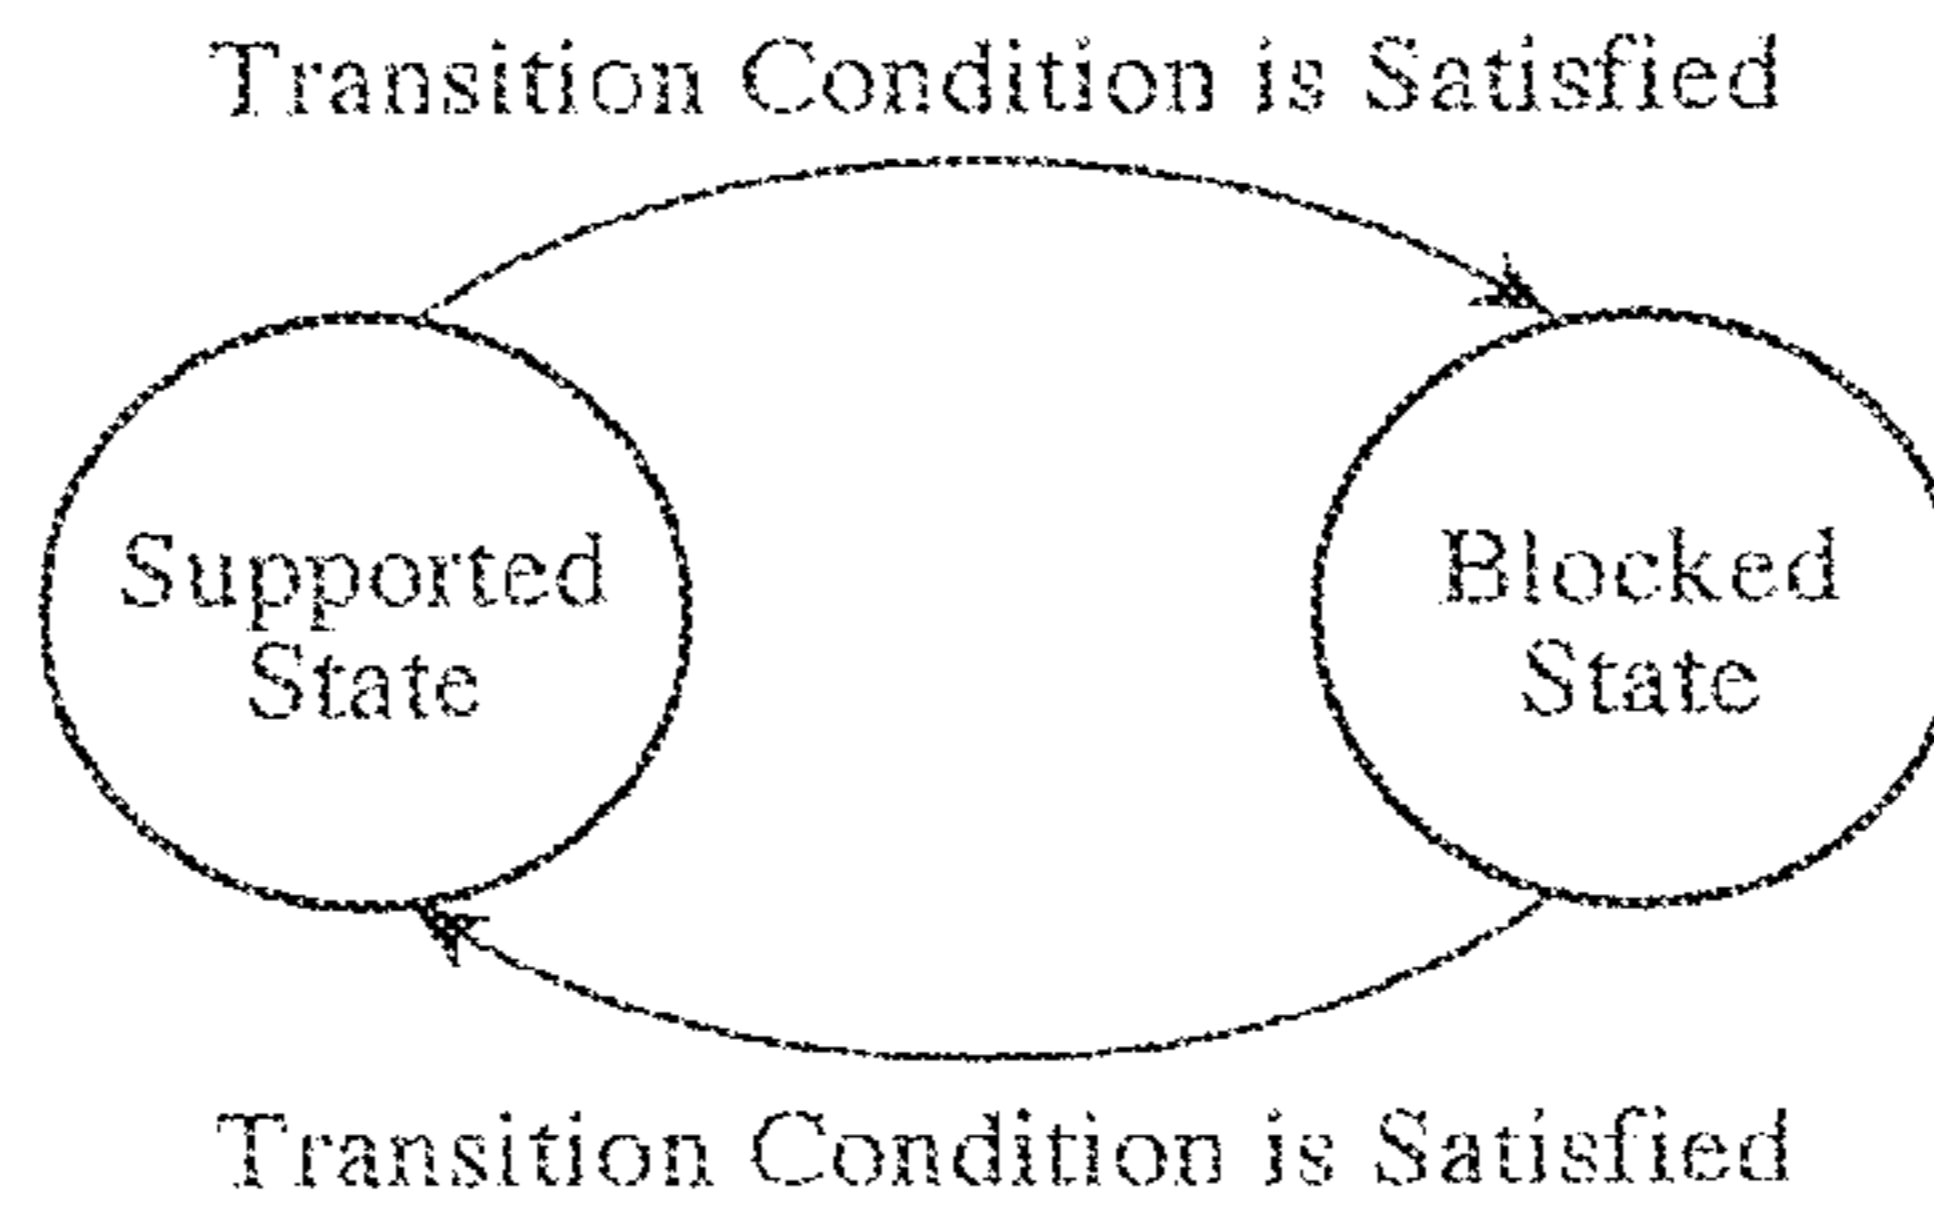 Transition Condition is Satisfied
Supported
State
Blocked
State
Transition Condition is Satisfied